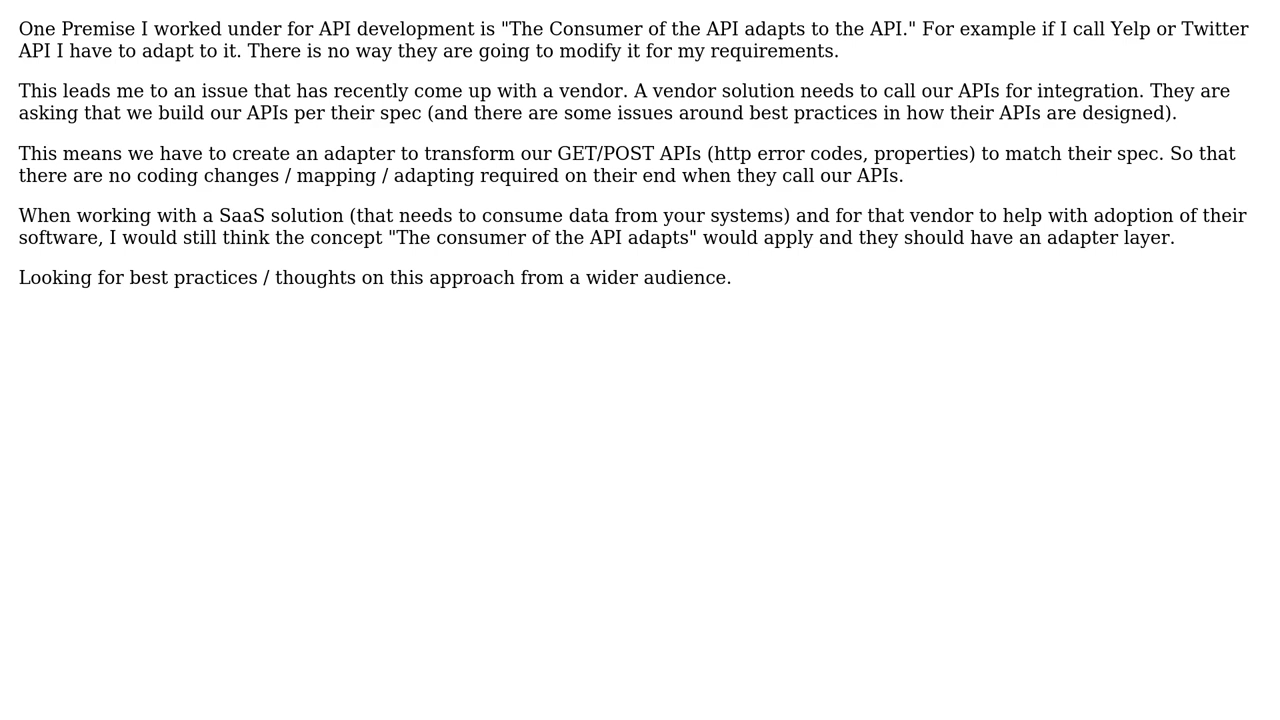 One Premise I worked under for API development is "The Consumer of the API adapts to the API." For example if I call Yelp or Twitter
API I have to adapt to it. There is no way they are going to modify it for my requirements.
This leads me to an issue that has recently come up with a vendor. A vendor solution needs to call our APIs for integration. They are
asking that we build our APIs per their spec (and there are some issues around best practices in how their APIs are designed).
This means we have to create an adapter to transform our GET/POST APIs (http error codes, properties) to match their spec. So that
there are no coding changes / mapping / adapting required on their end when they call our APIs.
When working with a SaaS solution (that needs to consume data from your systems) and for that vendor to help with adoption of their
software, I would still think the concept "The consumer of the API adapts" would apply and they should have an adapter layer.
Looking for best practices / thoughts on this approach from a wider audience.